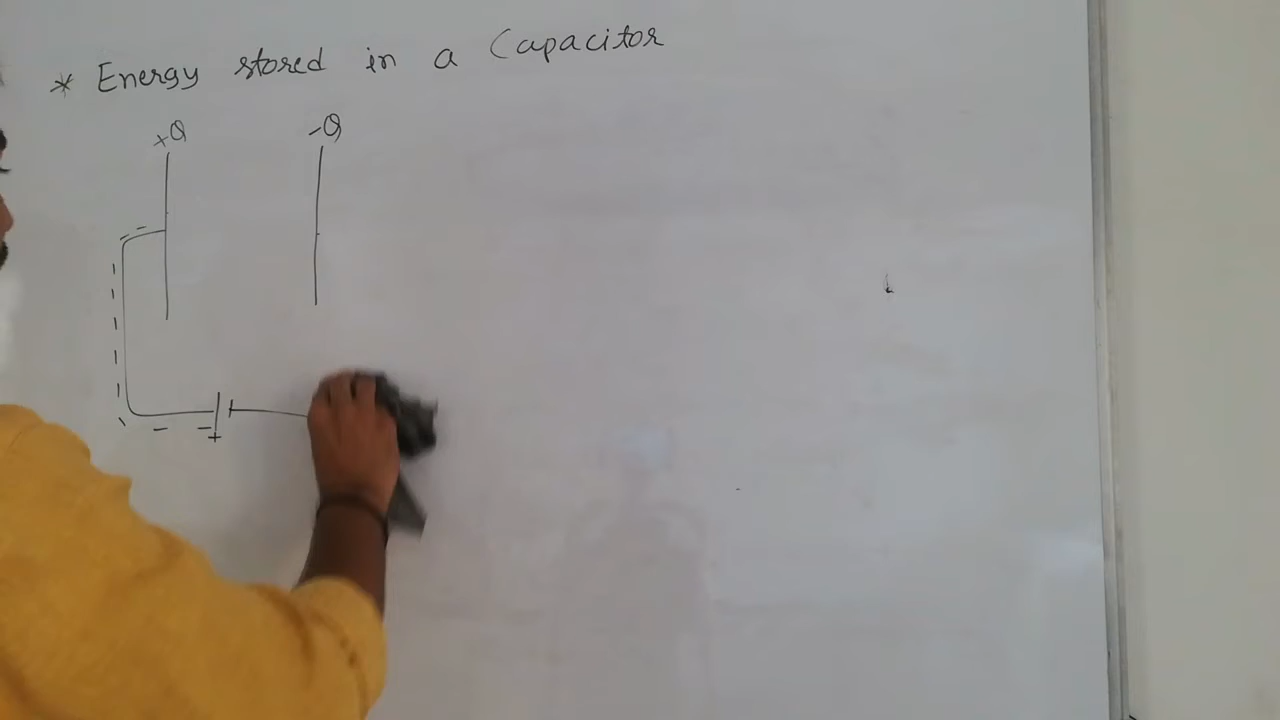 * Energy stored in a Capacitor
+Q -Q
+